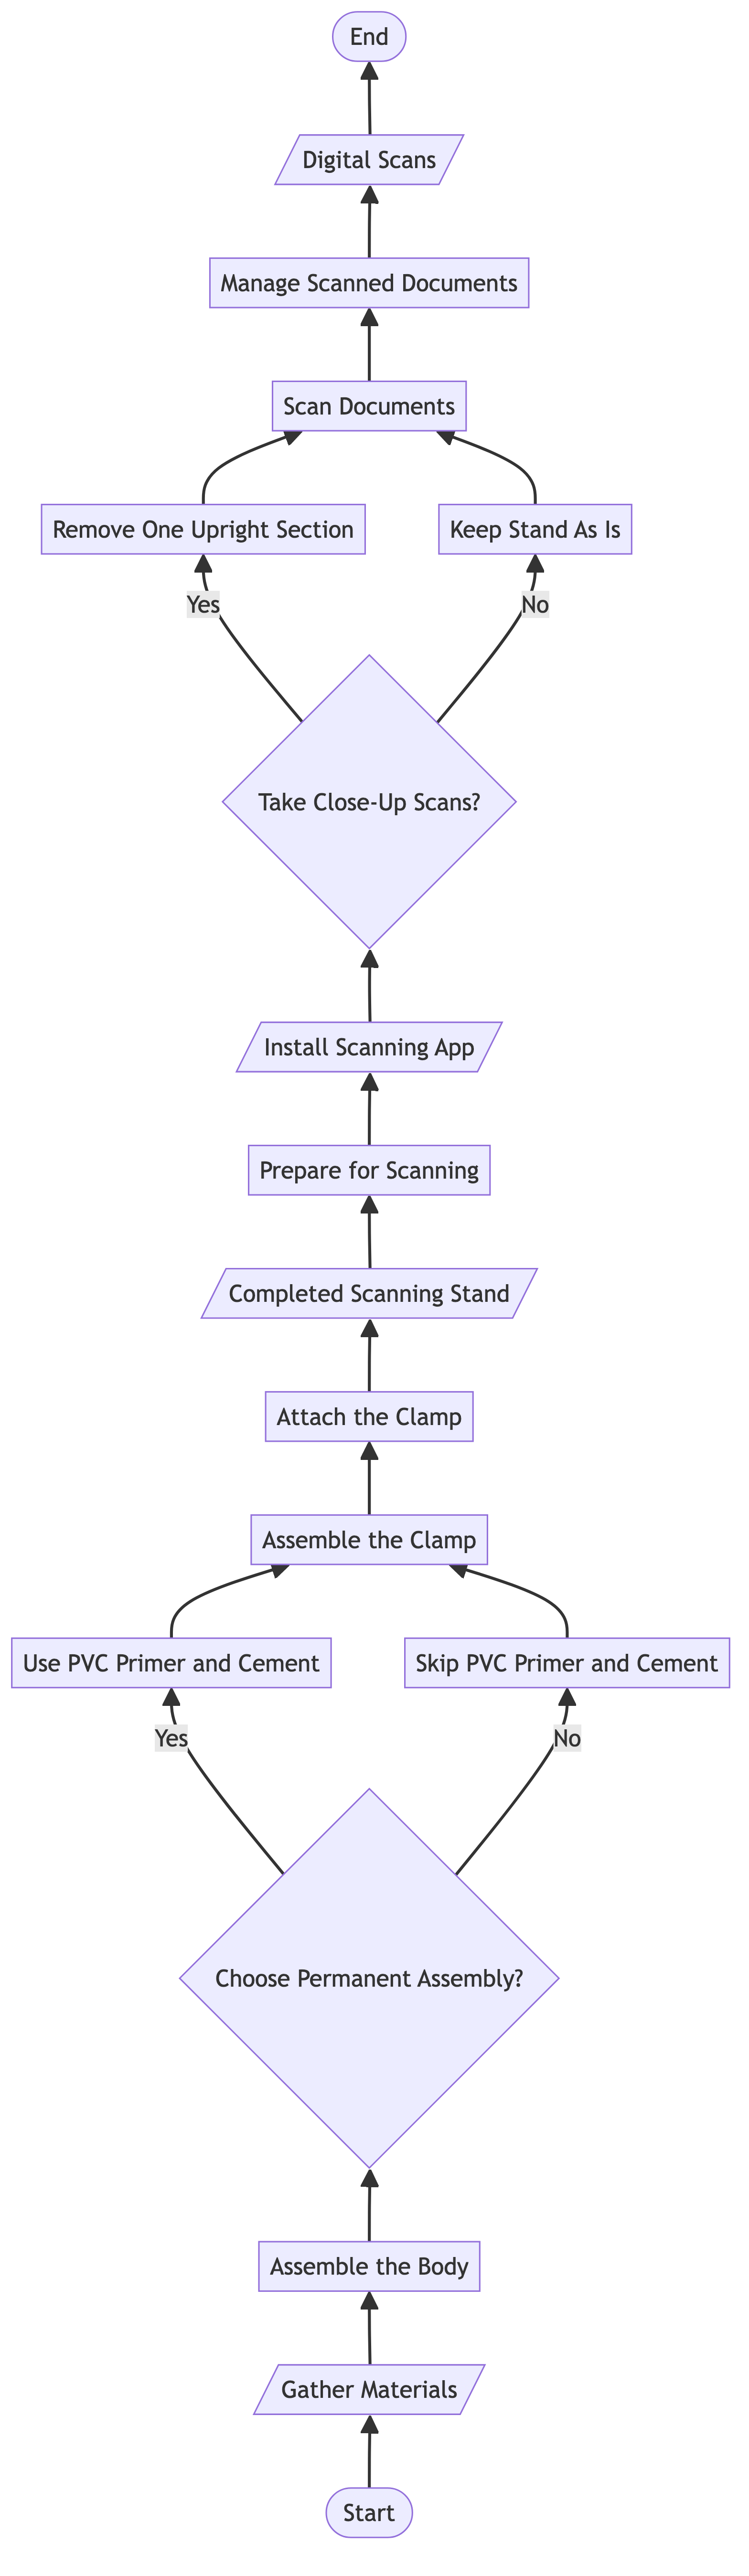 End
Digital Scans
Manage Scanned Documents
Scan Documents
Remove One Upright Section
Keep Stand As Is
Yes
No
Take Close-Up Scans?
Install Scanning App
Prepare for Scanning
Completed Scanning Stand
Attach the Clamp
Assemble the Clamp
Use PVC Primer and Cement
Skip PVC Primer and Cement
Yes
No
Choose Permanent Assembly?
Assemble the Body
Gather Materials
Start